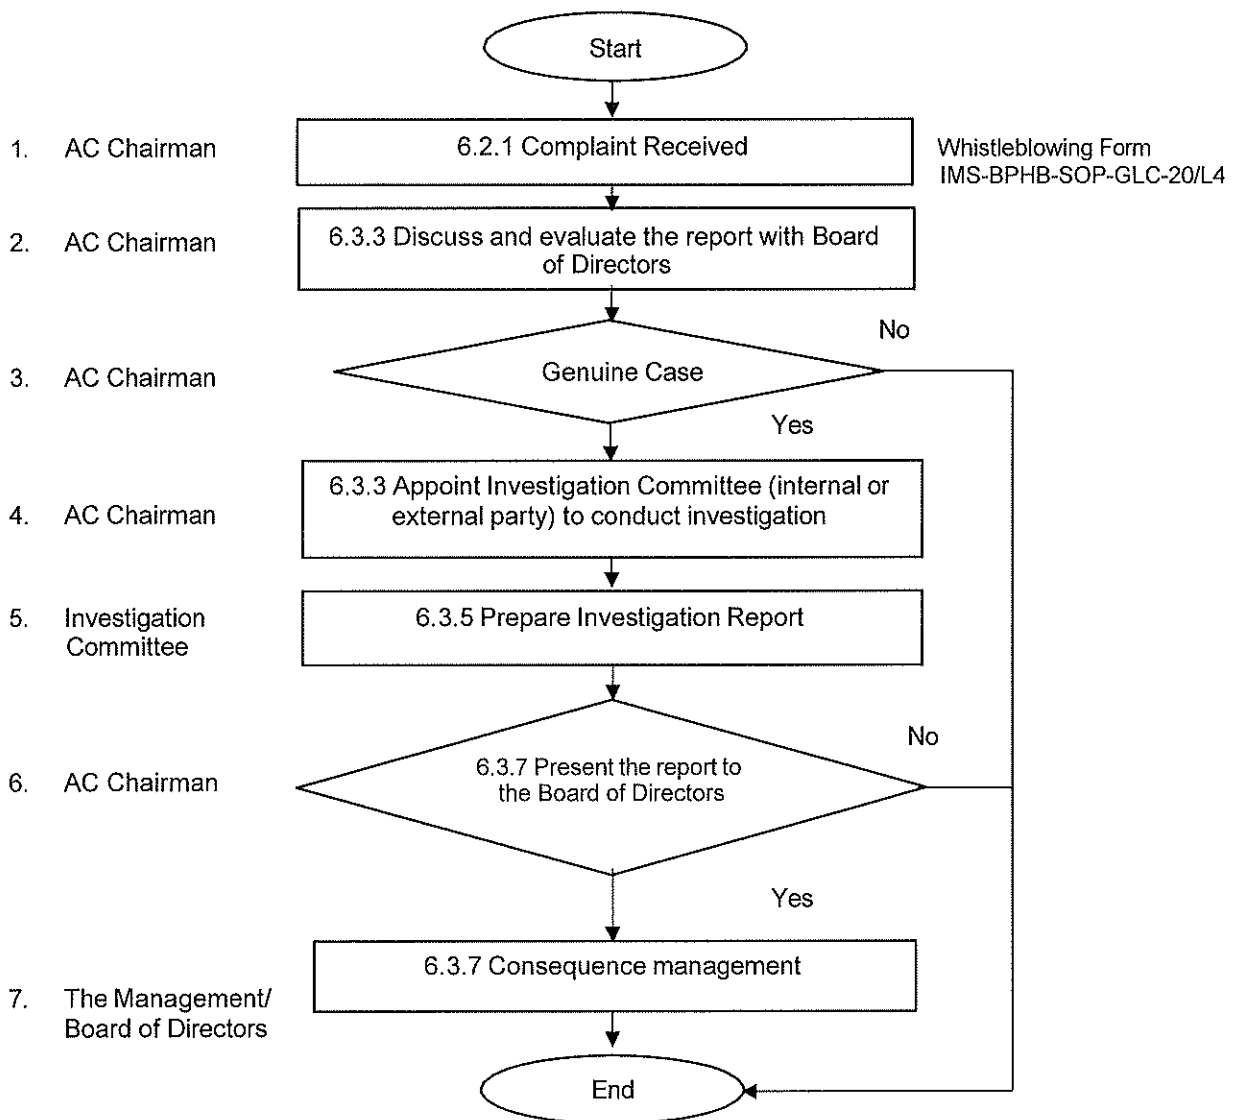 Start
1. AC Chairman
6.2.1 Complaint Received
Whistleblowing Form
IMS-BPHB-SOP-GLC-20/L4
2. AC Chairman
6.3.3 Discuss and evaluate the report with Board
of Directors
No
3. AC Chairman
Genuine Case
Yes
4. AC Chairman
6.3.3 Appoint Investigation Committee (internal or
external party) to conduct investigation
5. Investigation
Committee
6.3.5 Prepare Investigation Report
No
6. AC Chairman
6.3.7 Present the report to
the Board of Directors
Yes
6.3.7 Consequence management
7. The Management/
Board of Directors
End